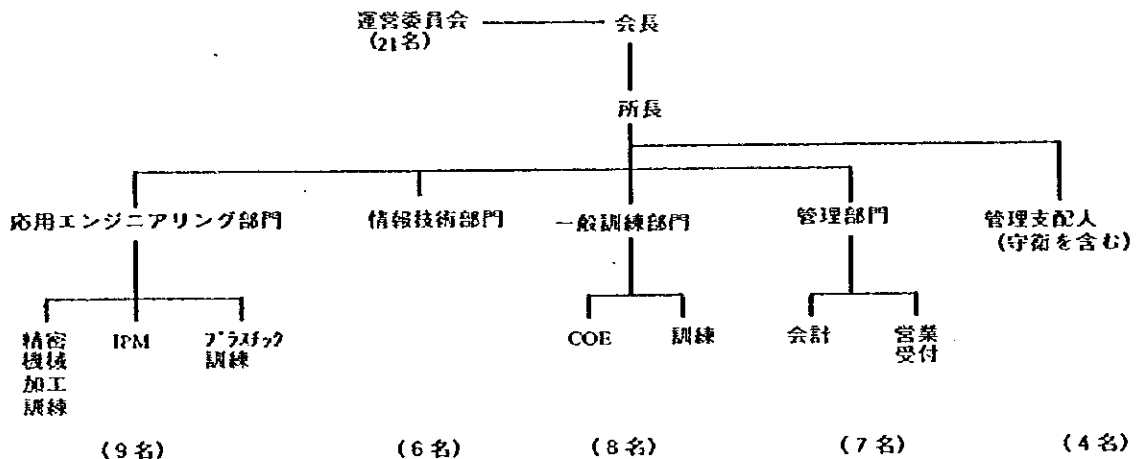 運営委員会 会長
(21名)
所長
応用エンジニアリング部門 情報技術部門 一般訓練部門 管理部門 管理支配人
(守衛を含む)
精密
機械
加工
訓練
IPM
プラスチック
訓練
COE
訓練
会計
営業
受付
(9名) (6名) (8名) (7名) (4名)